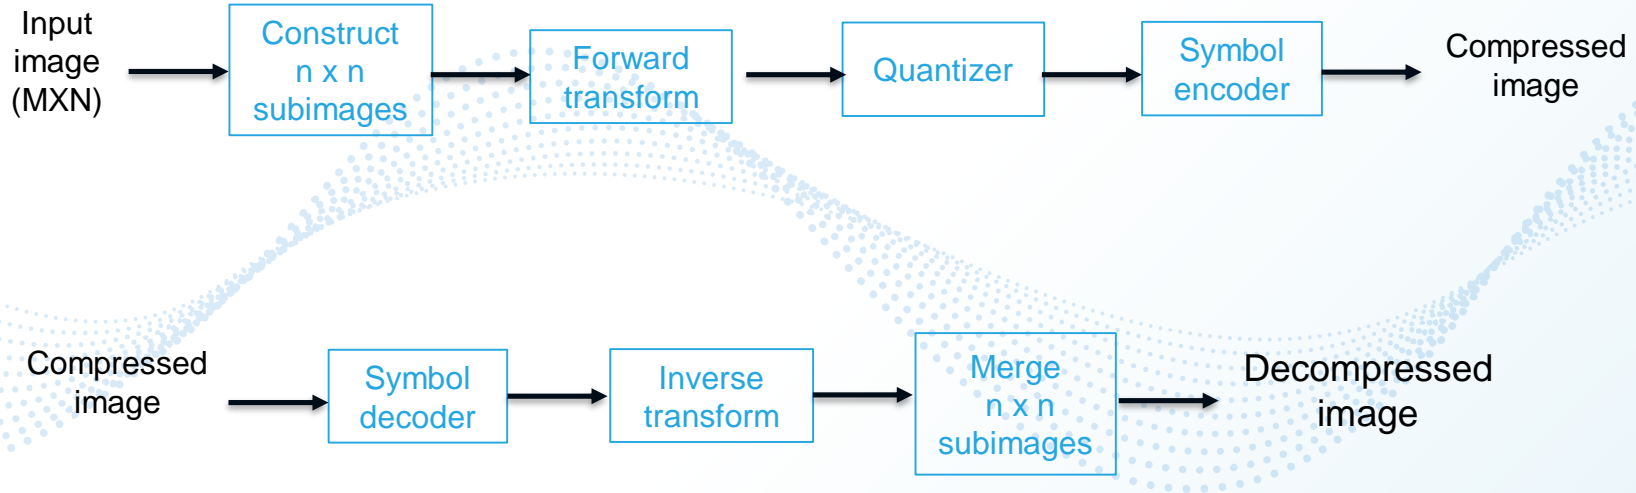 Input
image
(MXN)
Construct
n x n
subimages
Forward
transform
Quantizer
Symbol
encoder
Compressed
image
Compressed
image
Symbol
decoder
Inverse
transform
Merge
n x n
subimages
Decompressed
image